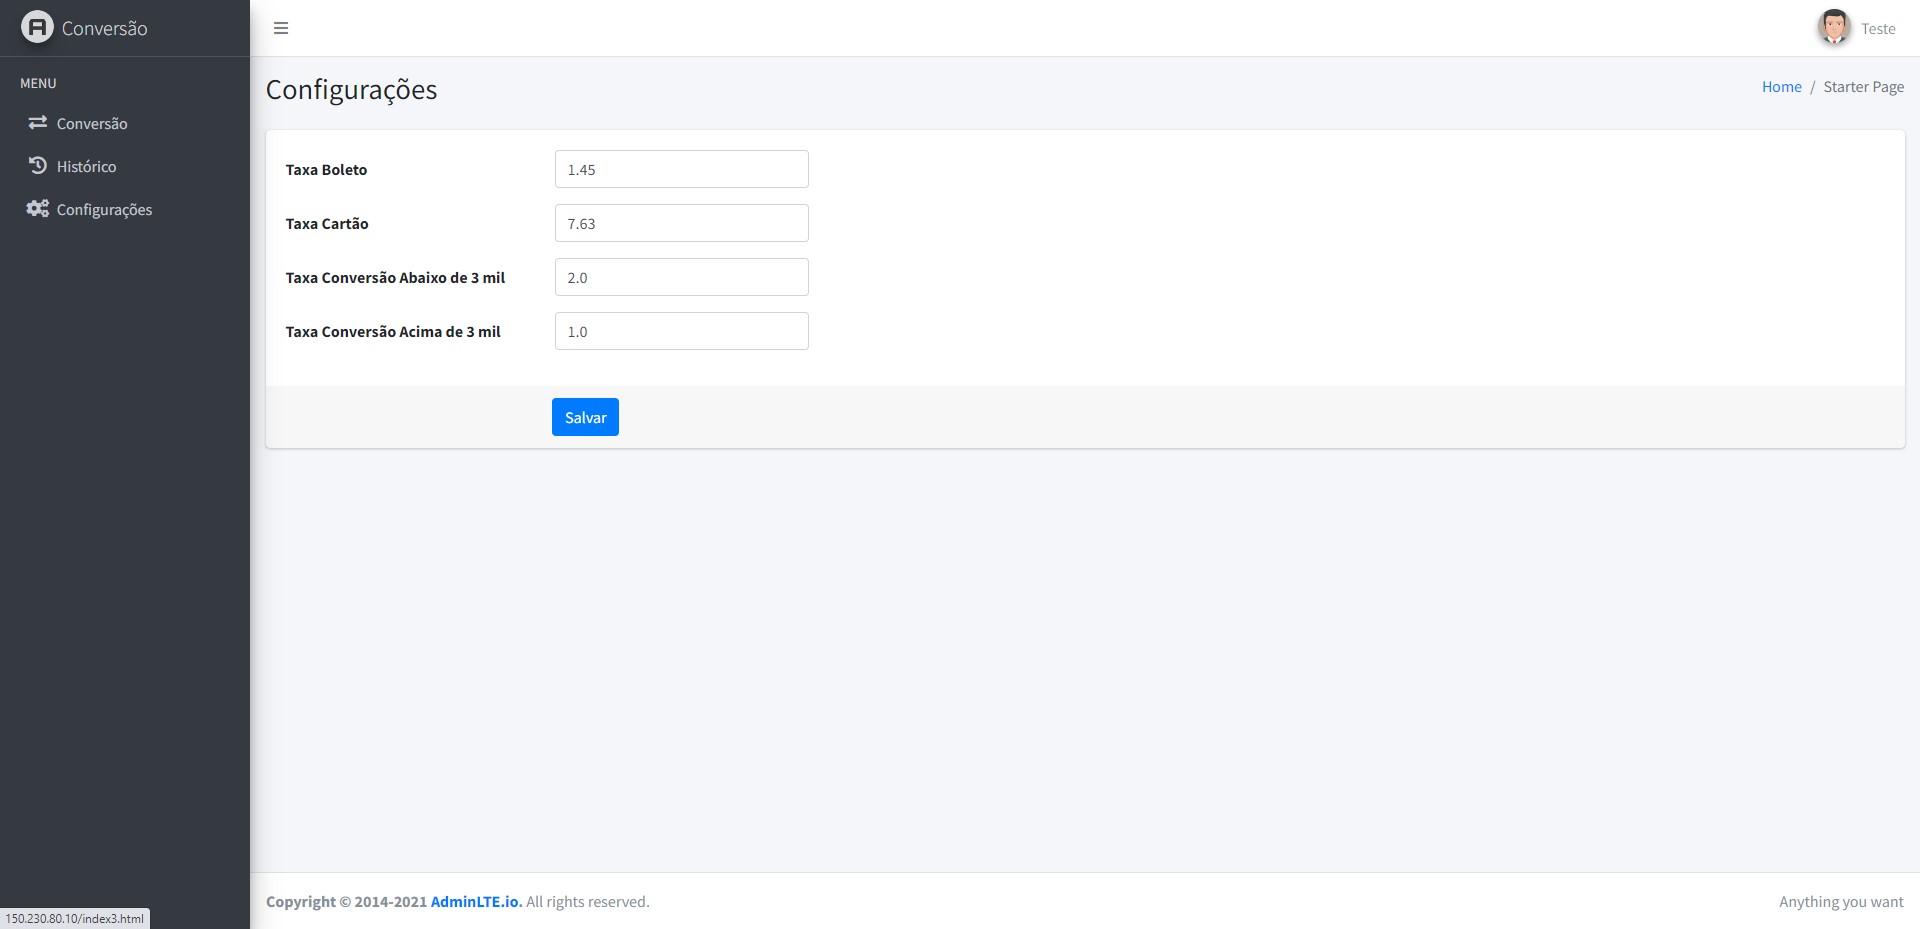 Conversão
Teste
MENU
Conversão
Histórico
Configurações
Configurações
Home / Starter Page
Taxa Boleto 1.45
Taxa Cartão 7.63
Taxa Conversão Abaixo de 3 mil 2.0
Taxa Conversão Acima de 3 mil 1.0
Salvar
Copyright © 2014-2021 AdminLTE.io. All rights reserved.
Anything you want
150.230.80.10/index3.html